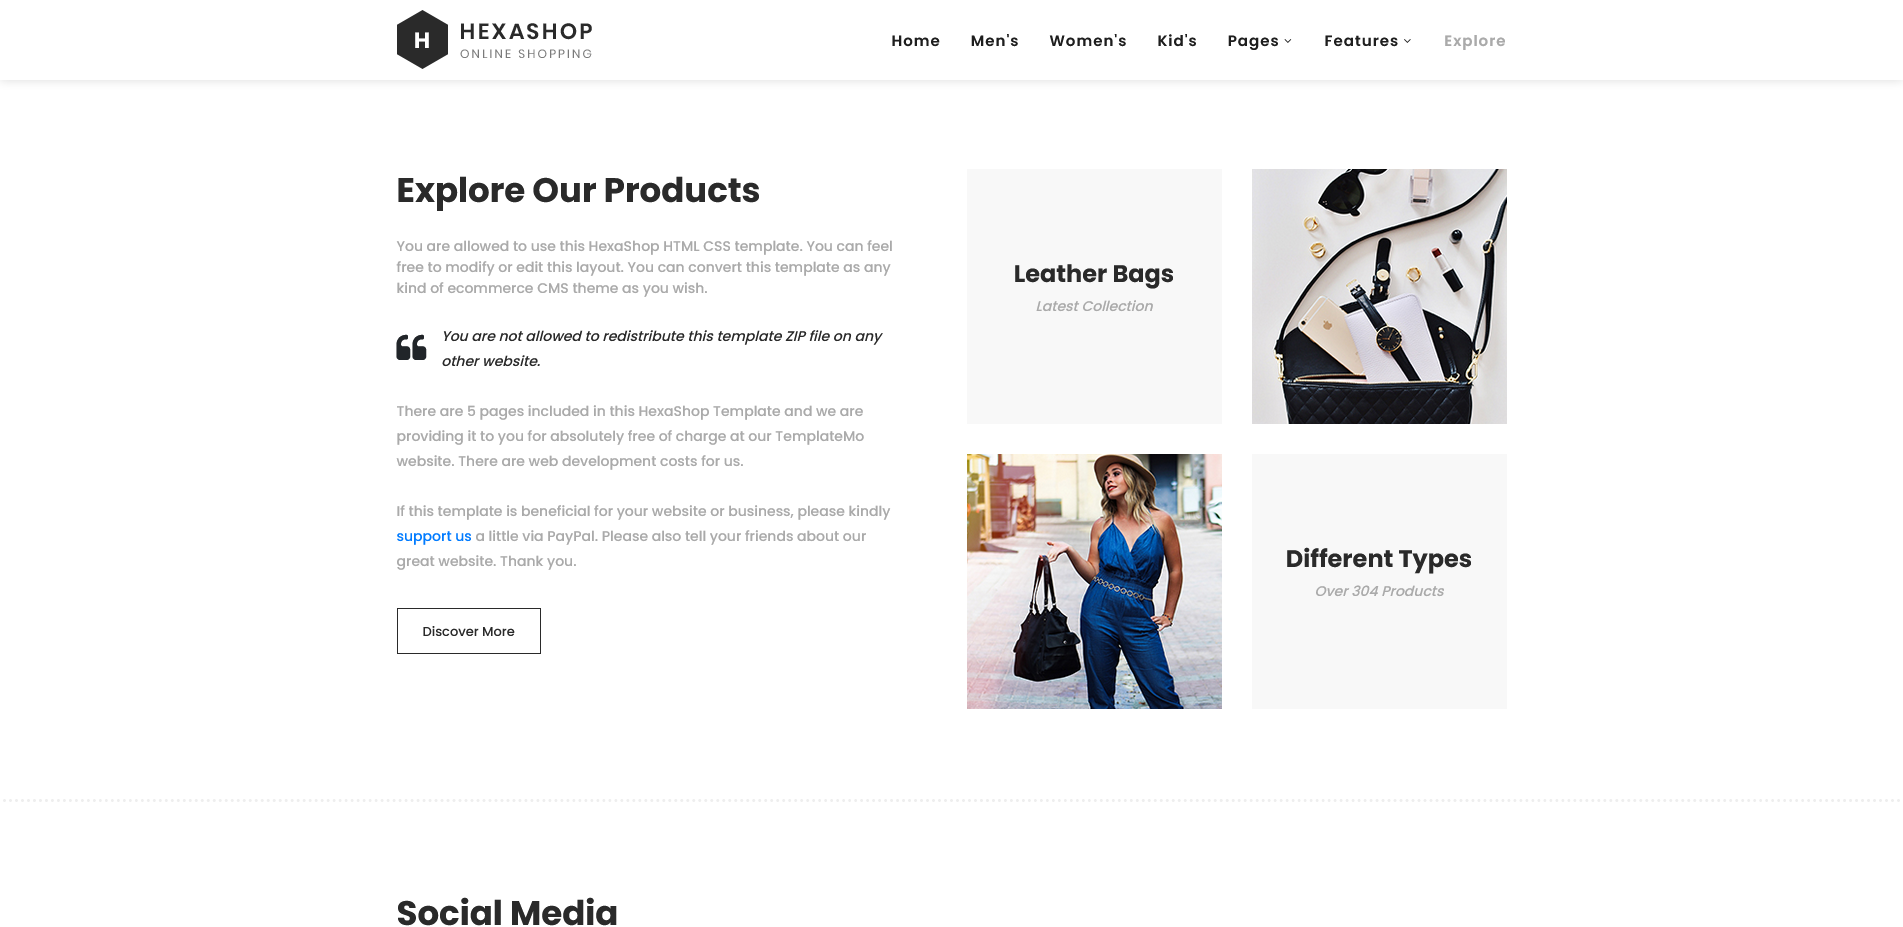 H
HEXASHOP
ONLINE SHOPPING
Home
Men's
Women's
Kid's
Pages
Features
Explore
Explore Our Products
You are allowed to use this HexaShop HTML CSS template. You can feel
free to modify or edit this layout. You can convert this template as any
kind of ecommerce CMS theme as you wish.
You are not allowed to redistribute this template ZIP file on any
other website.
There are 5 pages included in this HexaShop Template and we are
providing it to you for absolutely free of charge at our TemplateMo
website. There are web development costs for us.
If this template is beneficial for your website or business, please kindly
support us a little via PayPal. Please also tell your friends about our
great website. Thank you.
Discover More
Leather Bags
Latest Collection
Different Types
Over 304 Products
Social Media